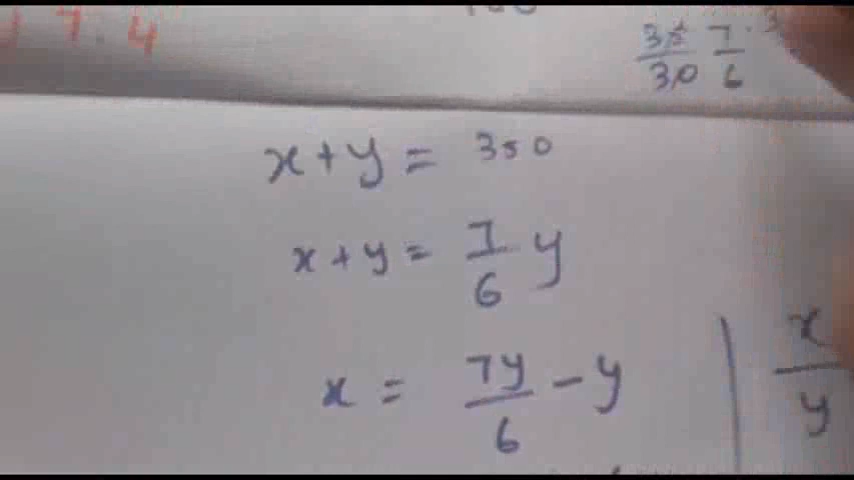 7.4
35/30 7/6
x + y = 350
x + y = 7/6 y
x = 7y/6 - y
x/y